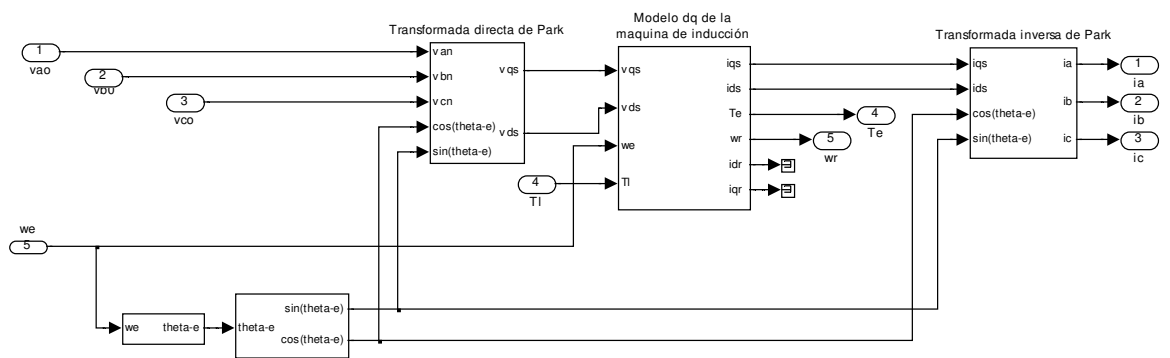 Transformada directa de Park
Modelo dq de la
maquina de inducción
Transformada inversa de Park
1
vao
2
vb0
3
vco
van
vbn
vcn
cos(theta-e)
sin(theta-e)
vqs
vds
vqs
vds
we
Tl
iqs
ids
Te
wr
idr
iqr
4
Tl
4
Te
5
wr
iqs
ids
cos(theta-e)
sin(theta-e)
ia
ib
ic
1
ia
2
ib
3
ic
we
5
we
theta-e
theta-e
sin(theta-e)
cos(theta-e)